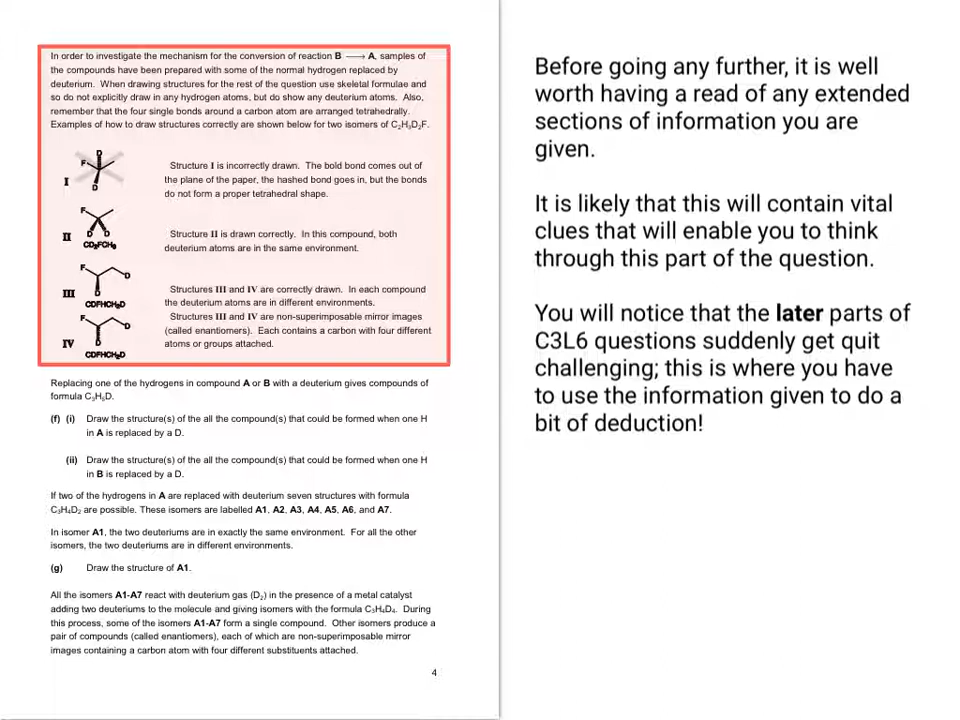 In order to investigate the mechanism for the conversion of reaction B ⟶ A, samples of
the compounds have been prepared with some of the normal hydrogen replaced by
deuterium. When drawing structures for the rest of the question use skeletal formulae and
so do not explicitly draw in any hydrogen atoms, but do show any deuterium atoms. Also,
remember that the four single bonds around a carbon atom are arranged tetrahedrally.
Examples of how to draw structures correctly are shown below for two isomers of C₂H₃D₂F.
D
F
D
I
Structure I is incorrectly drawn. The bold bond comes out of
the plane of the paper, the hashed bond goes in, but the bonds
do not form a proper tetrahedral shape.
F
D D
II
CD₂FCH₃
Structure II is drawn correctly. In this compound, both
deuterium atoms are in the same environment.
F
D
D
III
CDFHCH₂D
Structures III and IV are correctly drawn. In each compound
the deuterium atoms are in different environments.
F
D
D
IV
CDFHCH₂D
Structures III and IV are non-superimposable mirror images
(called enantiomers). Each contains a carbon with four different
atoms or groups attached.
Replacing one of the hydrogens in compound A or B with a deuterium gives compounds of
formula C₃H₅D.
(f) (i) Draw the structure(s) of the all the compound(s) that could be formed when one H
in A is replaced by a D.
(ii) Draw the structure(s) of the all the compound(s) that could be formed when one H
in B is replaced by a D.
If two of the hydrogens in A are replaced with deuterium seven structures with formula
C₃H₄D₂ are possible. These isomers are labelled A1, A2, A3, A4, A5, A6, and A7.
In isomer A1, the two deuteriums are in exactly the same environment. For all the other
isomers, the two deuteriums are in different environments.
(g) Draw the structure of A1.
All the isomers A1-A7 react with deuterium gas (D₂) in the presence of a metal catalyst
adding two deuteriums to the molecule and giving isomers with the formula C₃H₄D₄. During
this process, some of the isomers A1-A7 form a single compound. Other isomers produce a
pair of compounds (called enantiomers), each of which are non-superimposable mirror
images containing a carbon atom with four different substituents attached.
4
Before going any further, it is well
worth having a read of any extended
sections of information you are
given.
It is likely that this will contain vital
clues that will enable you to think
through this part of the question.
You will notice that the later parts of
C3L6 questions suddenly get quit
challenging; this is where you have
to use the information given to do a
bit of deduction!